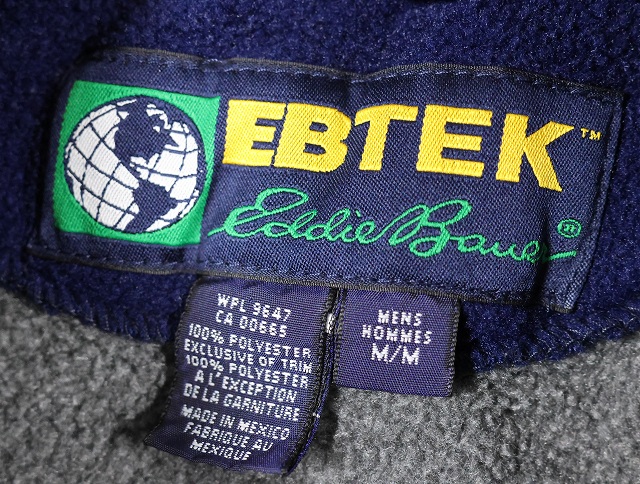 EBTEK™
Eddie Bauer®
WPL 9647
CA 00665
100% POLYESTER
EXCLUSIVE OF TRIM
100% POLYESTER
À L'EXCEPTION
DE LA GARNITURE
MADE IN MEXICO
FABRIQUE AU
MEXIQUE
MENS
HOMMES
M/M